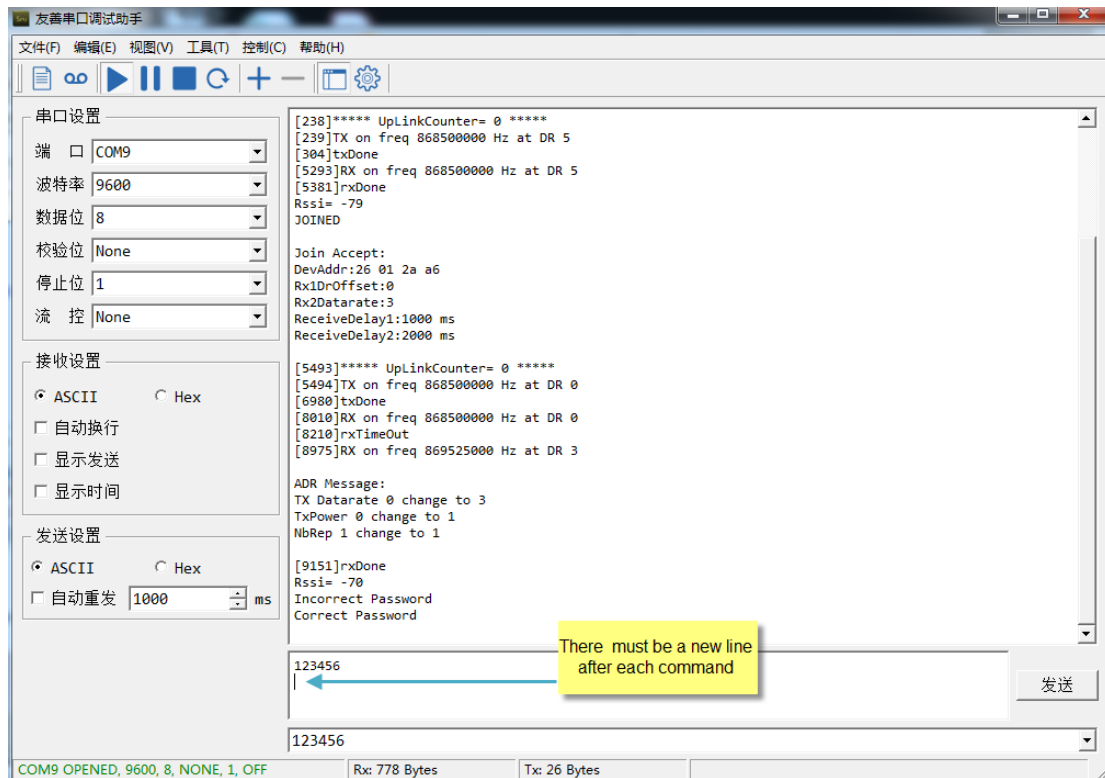 友善串口调试助手
文件(F) 编辑(E) 视图(V) 工具(T) 控制(C) 帮助(H)
串口设置
端 口 COM9
波特率 9600
数据位 8
校验位 None
停止位 1
流 控 None
接收设置
ASCII Hex
自动换行
显示发送
显示时间
发送设置
ASCII Hex
自动重发 1000 ms
[238]***** UpLinkCounter= 0 *****
[239]TX on freq 868500000 Hz at DR 5
[304]txDone
[5293]RX on freq 868500000 Hz at DR 5
[5381]rxDone
Rssi= -79
JOINED
Join Accept:
DevAddr:26 01 2a a6
Rx1DrOffset:0
Rx2Datarate:3
ReceiveDelay1:1000 ms
ReceiveDelay2:2000 ms
[5493]***** UpLinkCounter= 0 *****
[5494]TX on freq 868500000 Hz at DR 0
[6980]txDone
[8010]RX on freq 868500000 Hz at DR 0
[8210]rxTimeOut
[8975]RX on freq 869525000 Hz at DR 3
ADR Message:
TX Datarate 0 change to 3
TxPower 0 change to 1
NbRep 1 change to 1
[9151]rxDone
Rssi= -70
Incorrect Password
Correct Password
There must be a new line
after each command
123456
发送
123456
COM9 OPENED, 9600, 8, NONE, 1, OFF Rx: 778 Bytes Tx: 26 Bytes